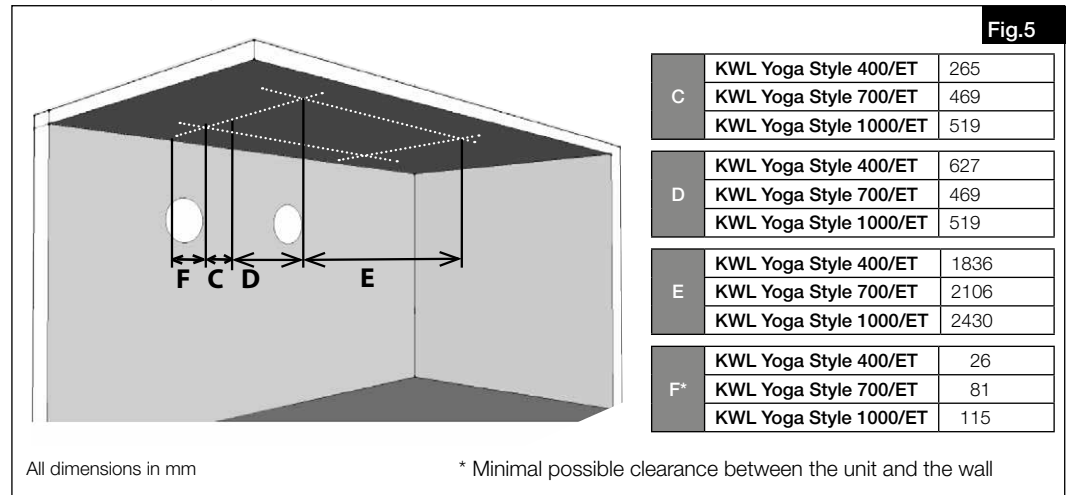 Fig.5
C
KWL Yoga Style 400/ET 265
KWL Yoga Style 700/ET 469
KWL Yoga Style 1000/ET 519
D
KWL Yoga Style 400/ET 627
KWL Yoga Style 700/ET 469
KWL Yoga Style 1000/ET 519
E
KWL Yoga Style 400/ET 1836
KWL Yoga Style 700/ET 2106
KWL Yoga Style 1000/ET 2430
F*
KWL Yoga Style 400/ET 26
KWL Yoga Style 700/ET 81
KWL Yoga Style 1000/ET 115
F C D E
All dimensions in mm
* Minimal possible clearance between the unit and the wall